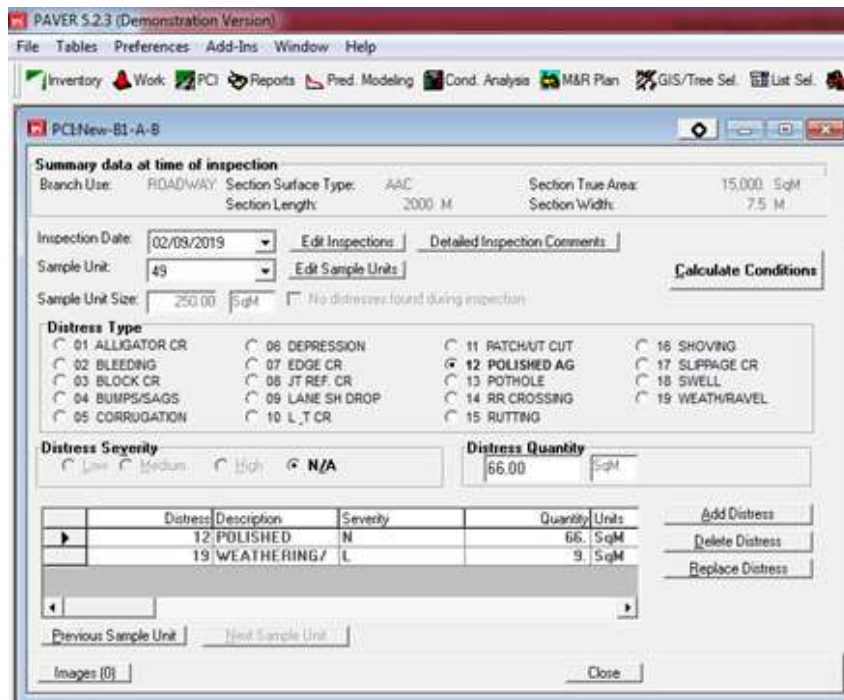 PAVER 5.2.3 (Demonstration Version)
File Tables Preferences Add-Ins Window Help
Inventory Work PCI Reports Pred. Modeling Cond. Analysis M&R Plan GIS/Tree Sel. List Sel.
PCI:New-B1-A-B
Summary data at time of inspection
Branch Use: ROADWAY Section Surface Type: AAC Section True Area: 15,000 SqM
Section Length: 2000 M Section Width: 7.5 M
Inspection Date: 02/09/2019 Edit Inspections Detailed Inspection Comments
Sample Unit: 49 Edit Sample Units Calculate Conditions
Sample Unit Size: 250.00 SqM No distresses found during inspection
Distress Type
01 ALLIGATOR CR 06 DEPRESSION 11 PATCH/UT CUT 16 SHOVING
02 BLEEDING 07 EDGE CR 12 POLISHED AG 17 SLIPPAGE CR
03 BLOCK CR 08 JT REF. CR 13 POTHOLE 18 SWELL
04 BUMPS/SAGS 09 LANE SH DROP 14 RR CROSSING 19 WEATH/RAVEL
05 CORRUGATION 10 L_T CR 15 RUTTING
Distress Severity Distress Quantity
Low Medium High N/A 66.00 SqM
Distress Description Severity Quantity Units Add Distress
12 POLISHED N 66. SqM Delete Distress
19 WEATHERING/ L 9. SqM Replace Distress
Previous Sample Unit Next Sample Unit
Images (0) Close